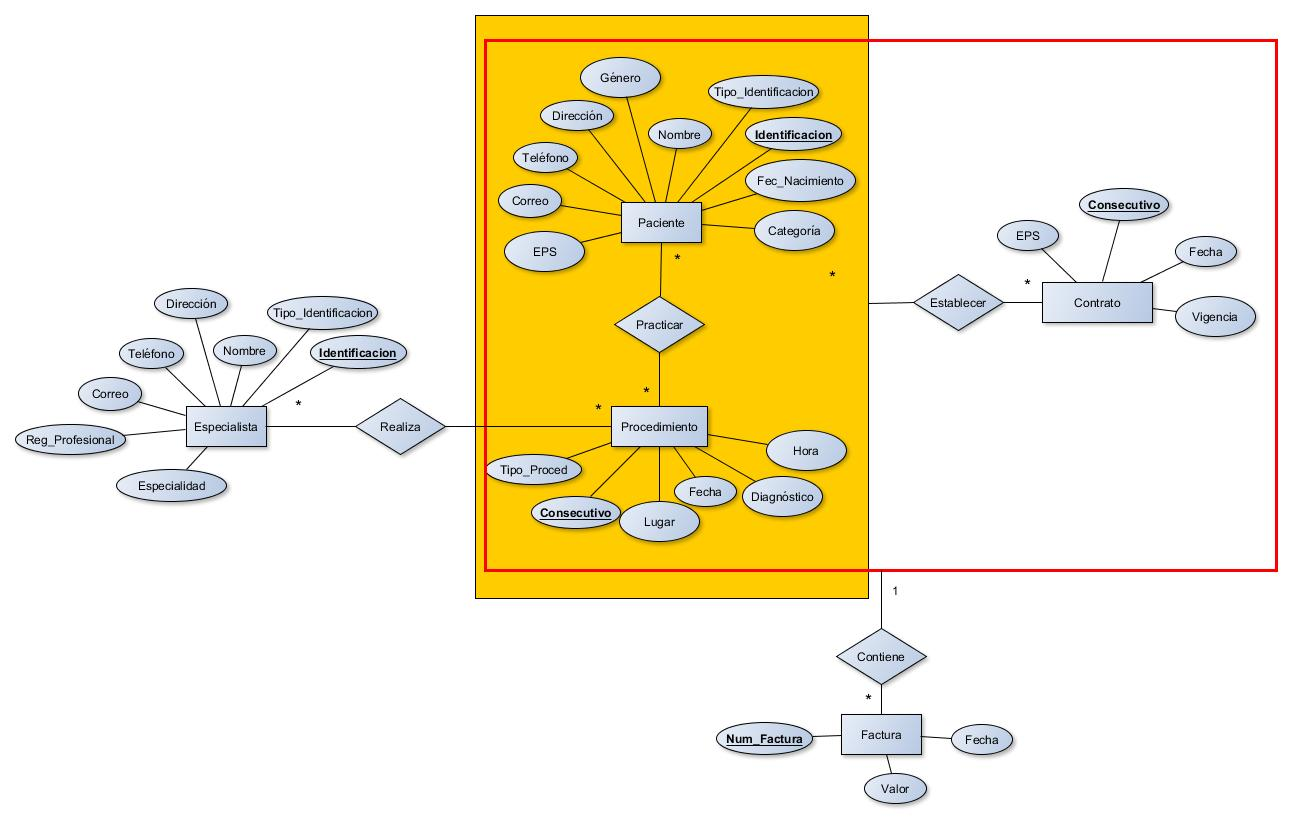 Género
Tipo_Identificacion
Dirección
Nombre
Identificacion
Teléfono
Fec_Nacimiento
Correo
Paciente
Categoría
EPS
*
*
Practicar
*
*
Procedimiento
Hora
Tipo_Proced
Fecha
Diagnóstico
Consecutivo
Lugar
Consecutivo
EPS
Fecha
*
Establecer
Contrato
Vigencia
Dirección
Tipo_Identificacion
Teléfono
Nombre
Identificacion
Correo
*
Especialista
Realiza
Reg_Profesional
Especialidad
1
Contiene
*
Num_Factura
Factura
Fecha
Valor